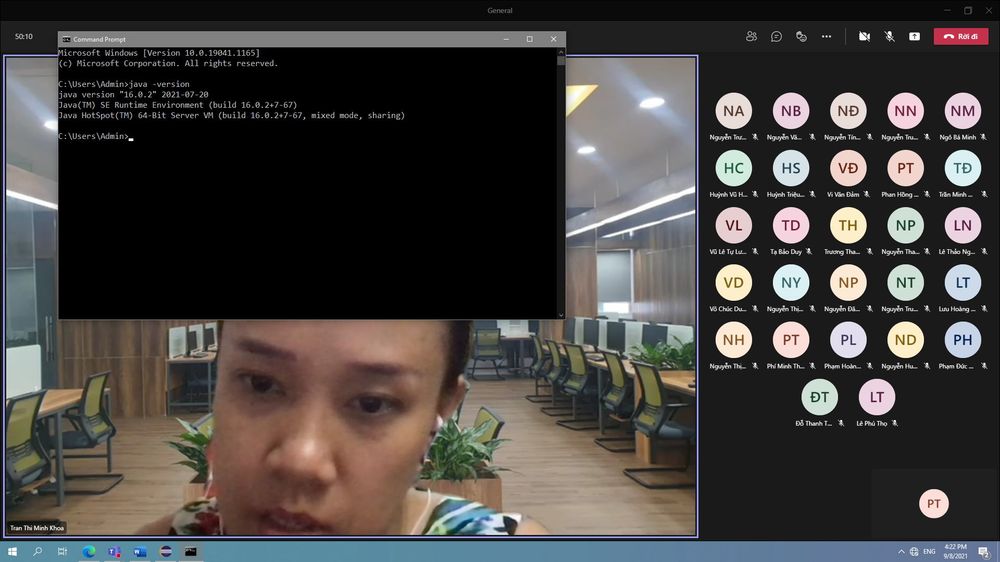 General
50:10
Rời đi
Command Prompt
Microsoft Windows [Version 10.0.19041.1165]
(c) Microsoft Corporation. All rights reserved.
C:\Users\Admin>java -version
java version "16.0.2" 2021-07-20
Java(TM) SE Runtime Environment (build 16.0.2+7-67)
Java HotSpot(TM) 64-Bit Server VM (build 16.0.2+7-67, mixed mode, sharing)
C:\Users\Admin>
Tran Thi Minh Khoa
NA NB NĐ NN NM
Nguyễn Trư... Nguyễn Vă... Nguyễn Tín... Nguyễn Tru... Ngô Bá Minh
HC HS VĐ PT TĐ
Huỳnh Vũ H... Huỳnh Triệu... Vi Văn Đảm Phan Hồng ... Trần Minh ...
VL TD TH NP LN
Vũ Lê Tự Lư... Tạ Bảo Duy Trương Tha... Nguyễn Tha... Lê Thảo Ng...
VD NY NP NT LT
Võ Chúc Du... Nguyễn Thị... Nguyễn Đă... Nguyễn Tru... Lưu Hoàng ...
NH PT PL ND PH
Nguyễn Thị... Phí Minh Th... Phạm Hoàn... Nguyễn Hu... Phạm Đức ...
ĐT LT
Đỗ Thanh T... Lê Phú Thọ
PT
ENG
4:22 PM
9/8/2021
2